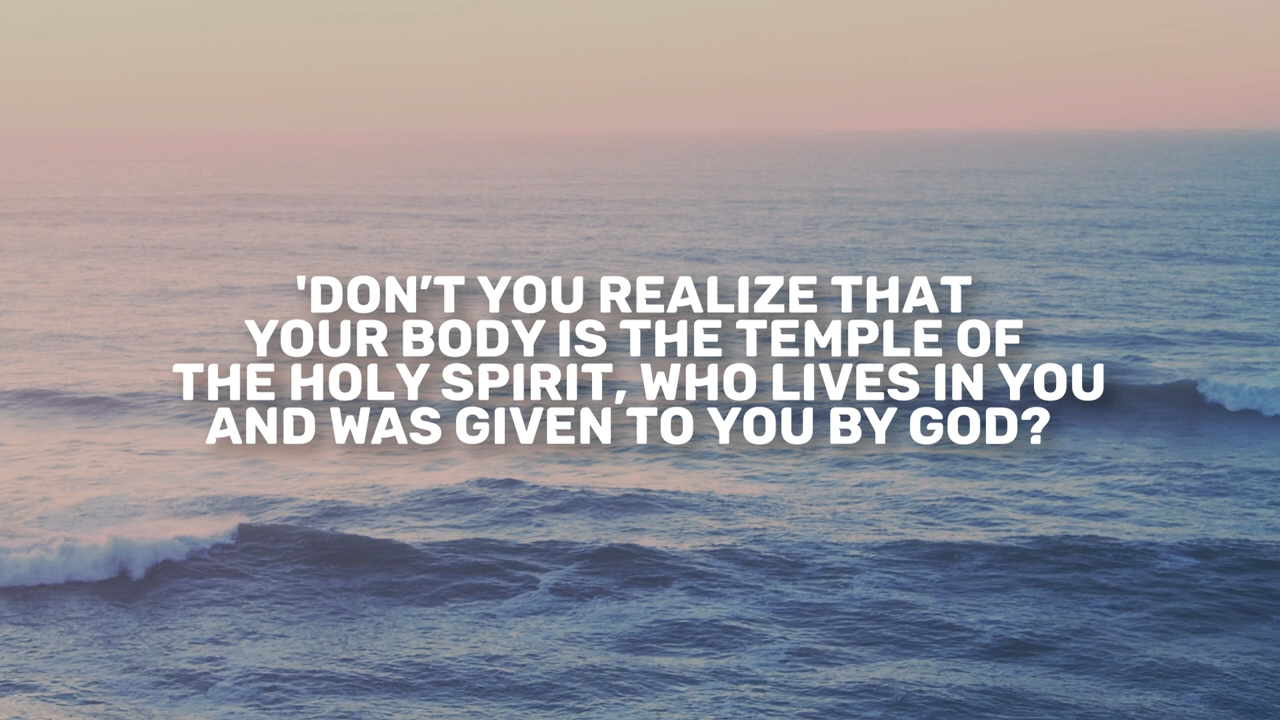 'DON’T YOU REALIZE THAT
YOUR BODY IS THE TEMPLE OF
THE HOLY SPIRIT, WHO LIVES IN YOU
AND WAS GIVEN TO YOU BY GOD?